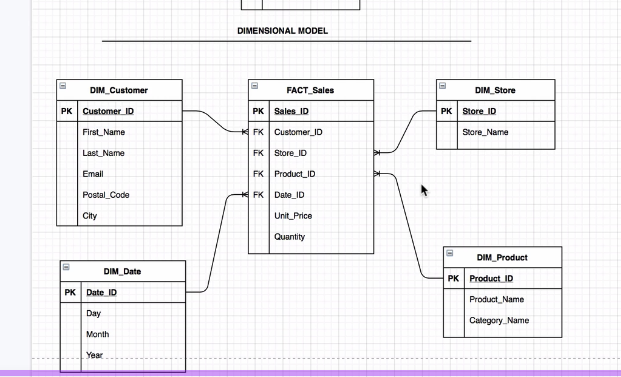 DIMENSIONAL MODEL
DIM_Customer
PK Customer_ID
First_Name
Last_Name
Email
Postal_Code
City
FACT_Sales
PK Sales_ID
FK Customer_ID
FK Store_ID
FK Product_ID
FK Date_ID
Unit_Price
Quantity
DIM_Store
PK Store_ID
Store_Name
DIM_Date
PK Date_ID
Day
Month
Year
DIM_Product
PK Product_ID
Product_Name
Category_Name